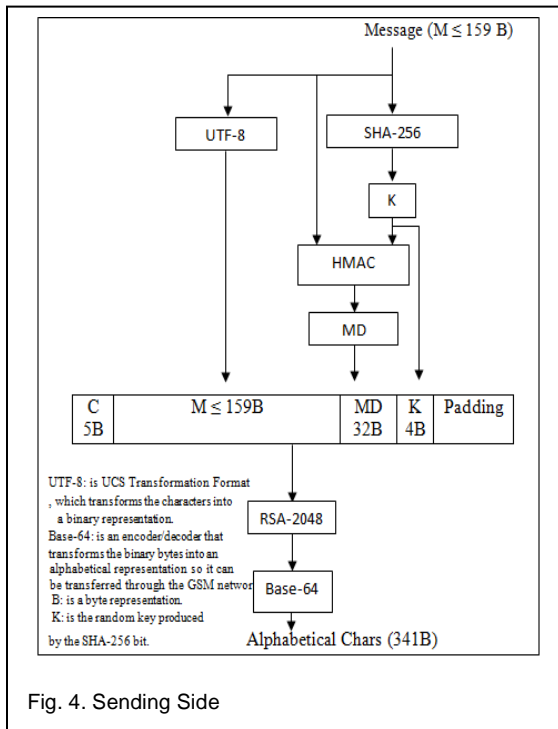 Message (M ≤ 159 B)
UTF-8
SHA-256
K
HMAC
MD
C
5B
M ≤ 159B
MD
32B
K
4B
Padding
UTF-8: is UCS Transformation Format
, which transforms the characters into
a binary representation.
Base-64: is an encoder/decoder that
transforms the binary bytes into an
alphabetical representation so it can
be transferred through the GSM networ
B: is a byte representation.
K: is the random key produced
by the SHA-256 bit.
RSA-2048
Base-64
Alphabetical Chars (341B)
Fig. 4. Sending Side